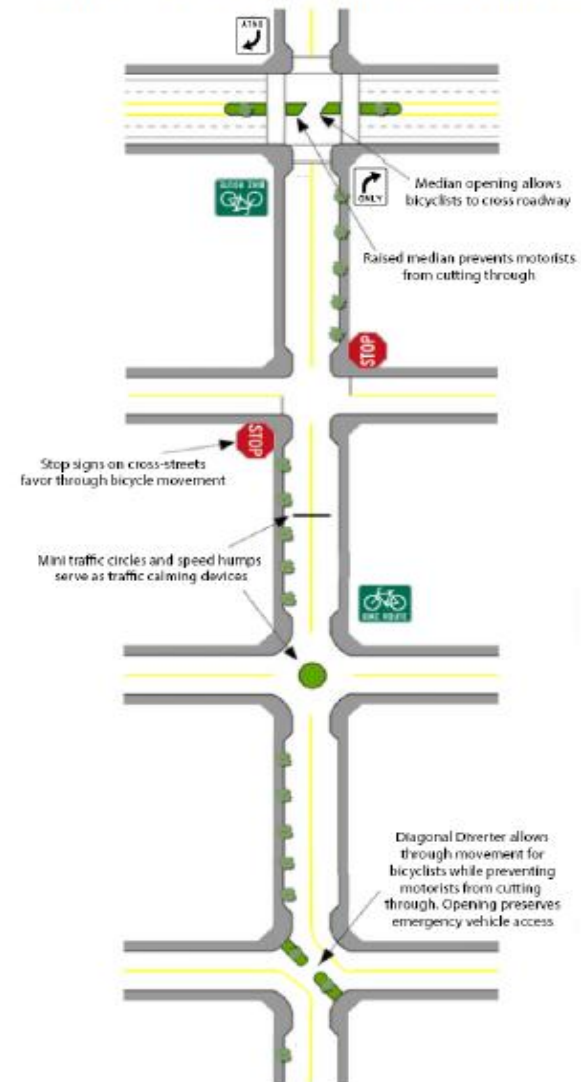 ONLY
Median opening allows
bicyclists to cross roadway
BIKE ROUTE
ONLY
Raised median prevents motorists
from cutting through
STOP
STOP
Stop signs on cross-streets
favor through bicycle movement
Mini traffic circles and speed humps
serve as traffic calming devices
BIKE ROUTE
Diagonal Diverter allows
through movement for
bicyclists while preventing
motorists from cutting
through. Opening preserves
emergency vehicle access